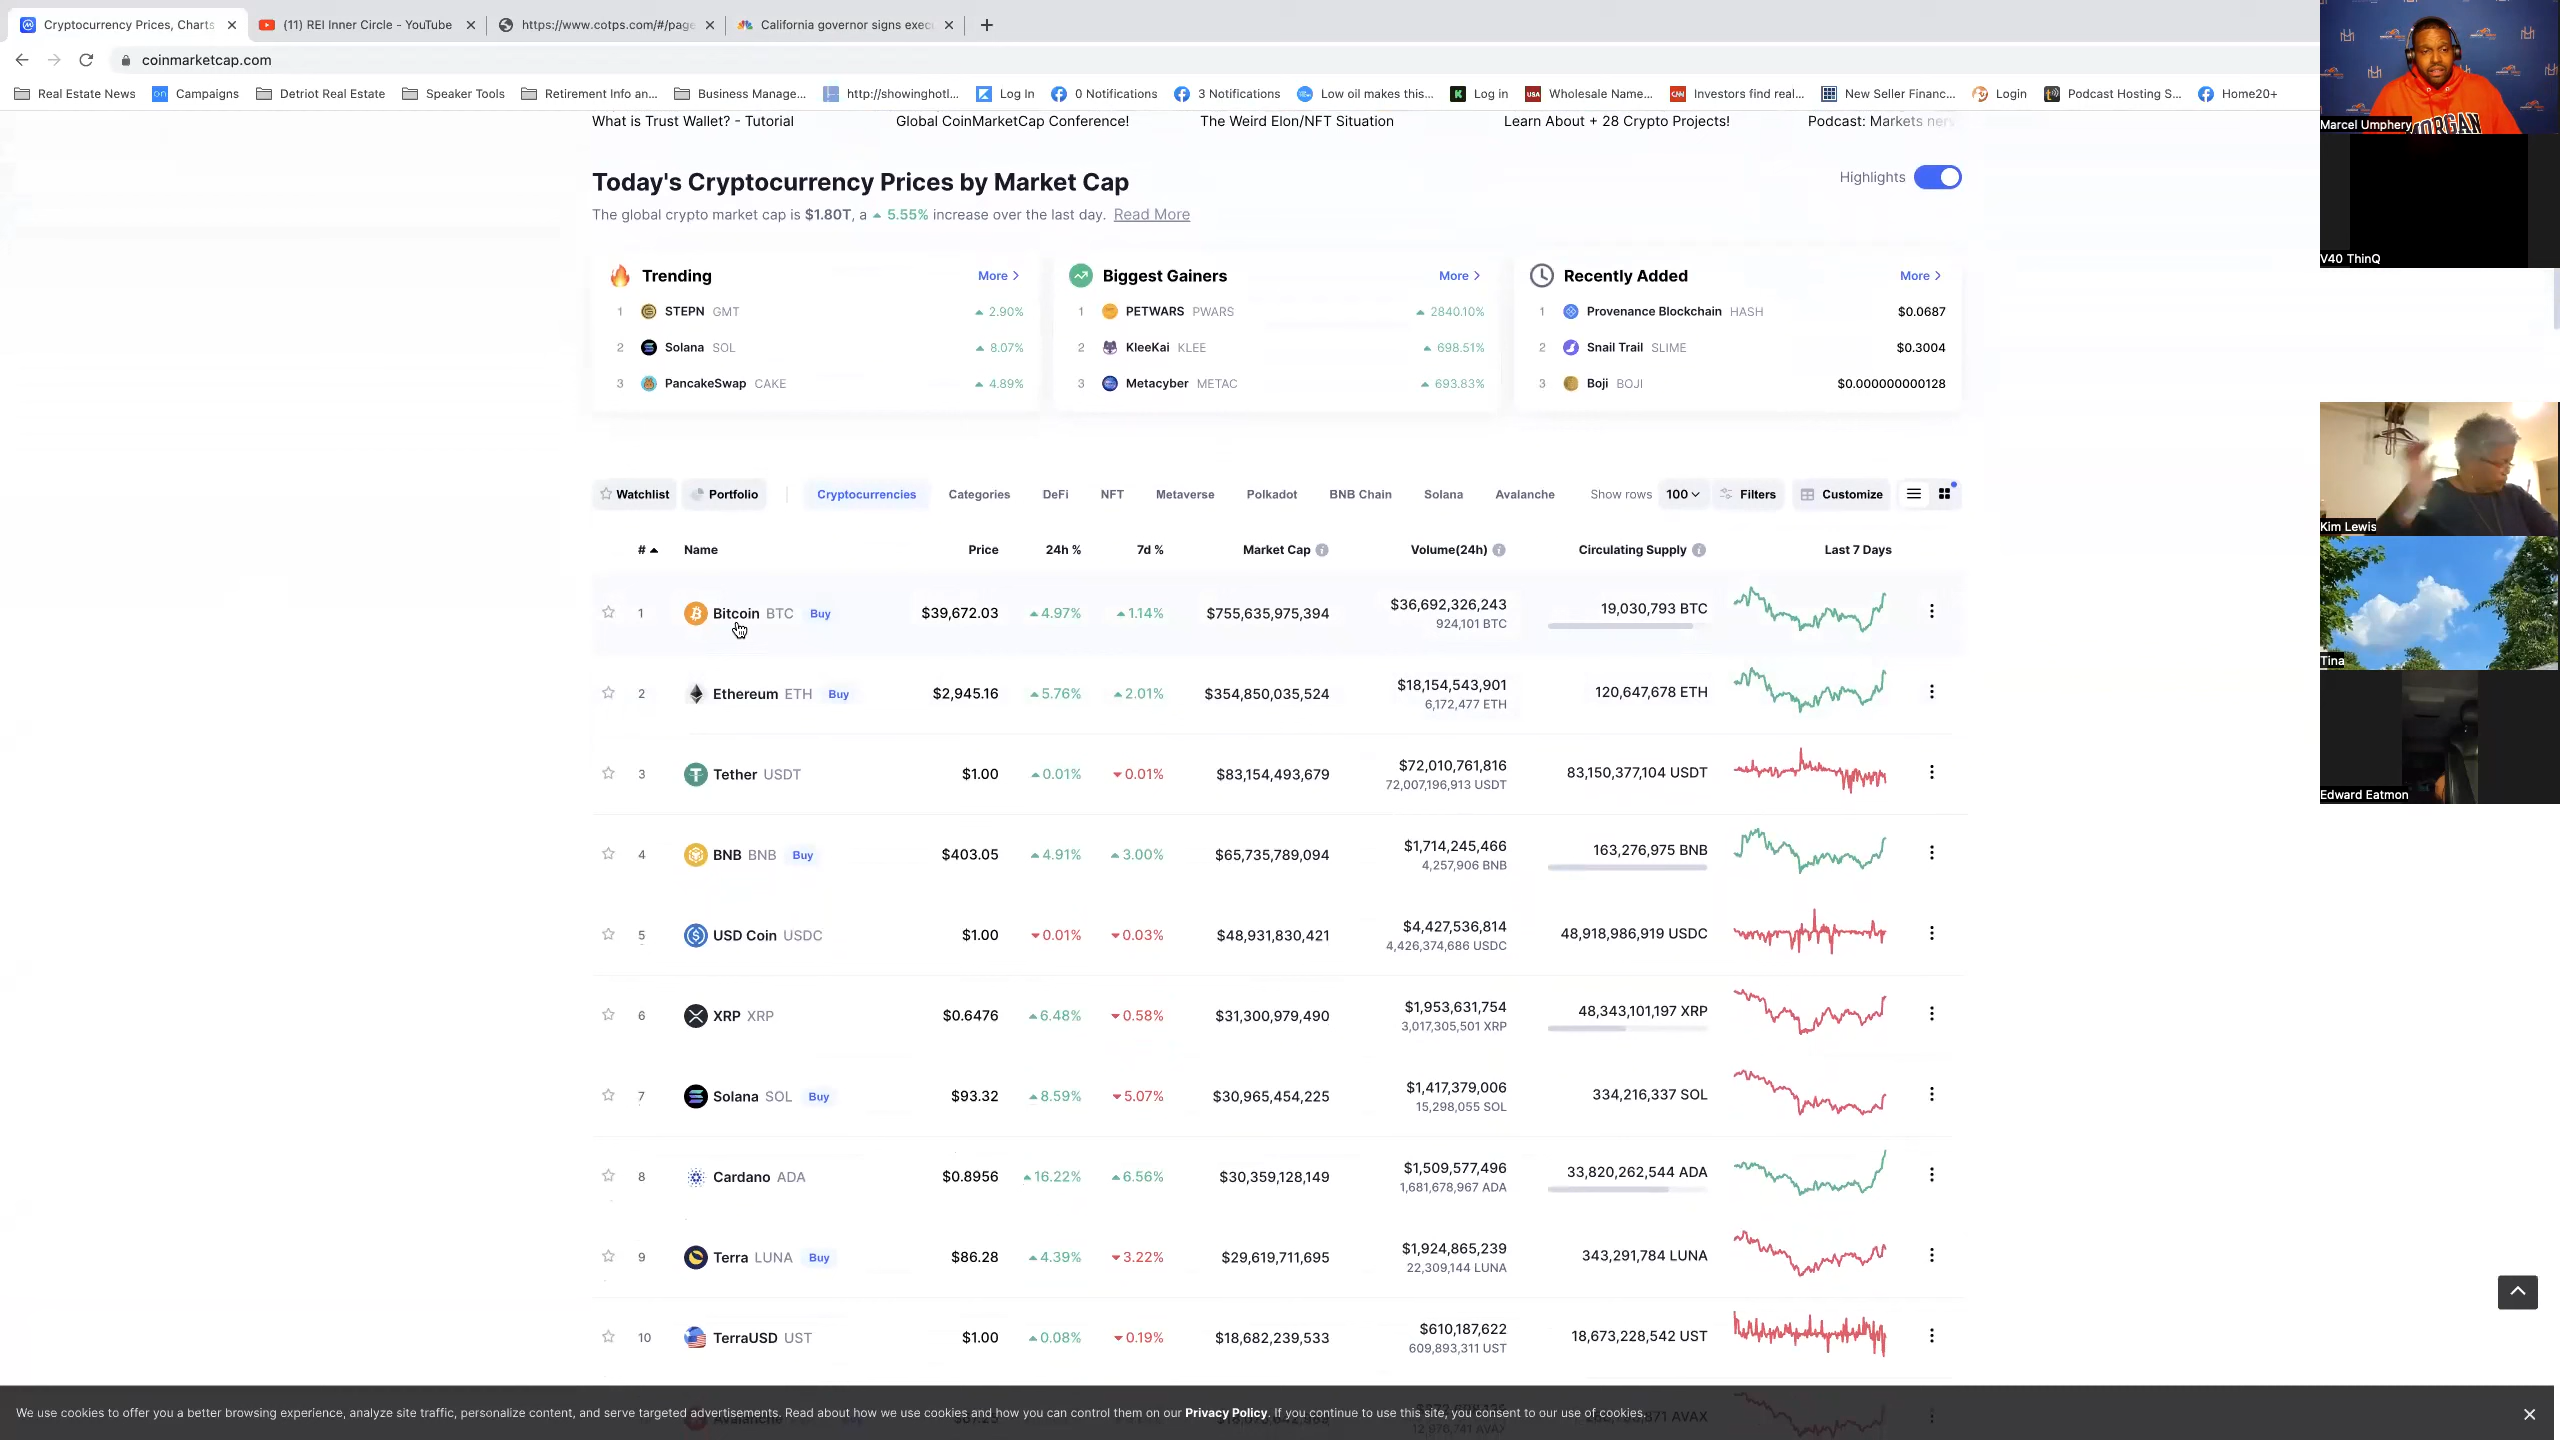 Cryptocurrency Prices, Charts
(11) REI Inner Circle - YouTube
https://www.cotps.com/#/page
California governor signs exec
coinmarketcap.com
Real Estate News
Campaigns
Detriot Real Estate
Speaker Tools
Retirement Info an...
Business Manage...
http://showinghotl...
Log In
0 Notifications
3 Notifications
Low oil makes this...
Log in
Wholesale Name...
Investors find real...
New Seller Financ...
Login
Podcast Hosting S...
Home20+
What is Trust Wallet? - Tutorial
Global CoinMarketCap Conference!
The Weird Elon/NFT Situation
Learn About + 28 Crypto Projects!
Podcast: Markets nerv
Today's Cryptocurrency Prices by Market Cap
Highlights
The global crypto market cap is $1.80T, a 5.55% increase over the last day. Read More
Trending More >
1 STEPN GMT 2.90%
2 Solana SOL 8.07%
3 PancakeSwap CAKE 4.89%
Biggest Gainers More >
1 PETWARS PWARS 2840.10%
2 KleeKai KLEE 698.51%
3 Metacyber METAC 693.83%
Recently Added More >
1 Provenance Blockchain HASH $0.0687
2 Snail Trail SLIME $0.3004
3 Boji BOJI $0.000000000128
Watchlist Portfolio Cryptocurrencies Categories DeFi NFT Metaverse Polkadot BNB Chain Solana Avalanche Show rows 100 Filters Customize
# Name Price 24h % 7d % Market Cap Volume(24h) Circulating Supply Last 7 Days
1 Bitcoin BTC Buy $39,672.03 4.97% 1.14% $755,635,975,394 $36,692,326,243 19,030,793 BTC
924,101 BTC
2 Ethereum ETH Buy $2,945.16 5.76% 2.01% $354,850,035,524 $18,154,543,901 120,647,678 ETH
6,172,477 ETH
3 Tether USDT $1.00 0.01% 0.01% $83,154,493,679 $72,010,761,816 83,150,377,104 USDT
72,007,196,913 USDT
4 BNB BNB Buy $403.05 4.91% 3.00% $65,735,789,094 $1,714,245,466 163,276,975 BNB
4,257,906 BNB
5 USD Coin USDC $1.00 0.01% 0.03% $48,931,830,421 $4,427,536,814 48,918,986,919 USDC
4,426,374,686 USDC
6 XRP XRP $0.6476 6.48% 0.58% $31,300,979,490 $1,953,631,754 48,343,101,197 XRP
3,017,305,501 XRP
7 Solana SOL Buy $93.32 8.59% 5.07% $30,965,454,225 $1,417,379,006 334,216,337 SOL
15,298,055 SOL
8 Cardano ADA $0.8956 16.22% 6.56% $30,359,128,149 $1,509,577,496 33,820,262,544 ADA
1,681,678,967 ADA
9 Terra LUNA Buy $86.28 4.39% 3.22% $29,619,711,695 $1,924,865,239 343,291,784 LUNA
22,309,144 LUNA
10 TerraUSD UST $1.00 0.08% 0.19% $18,682,239,533 $610,187,622 18,673,228,542 UST
609,893,311 UST
We use cookies to offer you a better browsing experience, analyze site traffic, personalize content, and serve targeted advertisements. Read about how we use cookies and how you can control them on our Privacy Policy. If you continue to use this site, you consent to our use of cookies.
MORGAN
Marcel Umphery
V40 ThinQ
Kim Lewis
Tina
Edward Eatmon